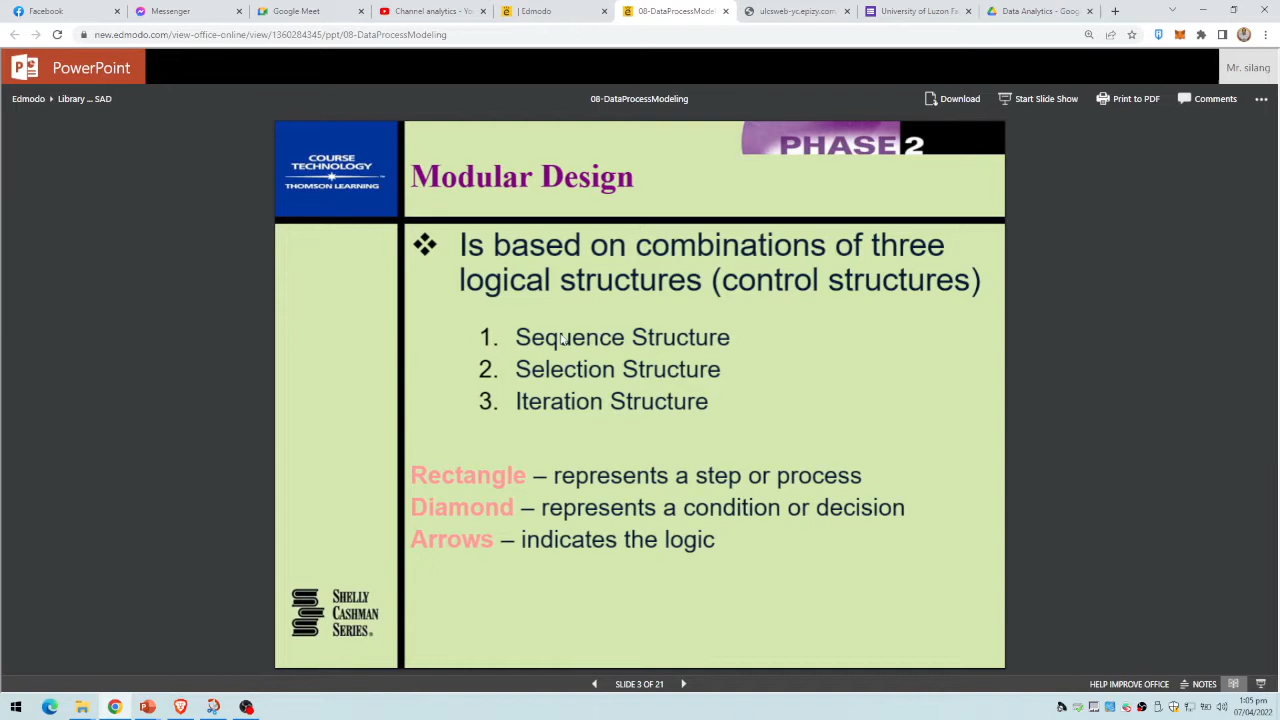 Facebook
Messenger
Google Meet
Channel analytics - Yo
Edmodo
08-DataProcessModel
ulcsweb-ycepizy.com
University of Luzon Fa
Data Analytics - Goog
new.edmodo.com/view-office-online/view/1360284345/ppt/08-DataProcessModeling
PowerPoint
Mr. silang
Edmodo Library ... SAD
08-DataProcessModeling
Download
Start Slide Show
Print to PDF
Comments
PHASE 2
COURSE
TECHNOLOGY
THOMSON LEARNING
Modular Design
Is based on combinations of three
logical structures (control structures)
1. Sequence Structure
2. Selection Structure
3. Iteration Structure
Rectangle – represents a step or process
Diamond – represents a condition or decision
Arrows – indicates the logic
SHELLY
CASHMAN
SERIES®
SLIDE 3 OF 21
HELP IMPROVE OFFICE
NOTES
1:05 pm
07/04/2022